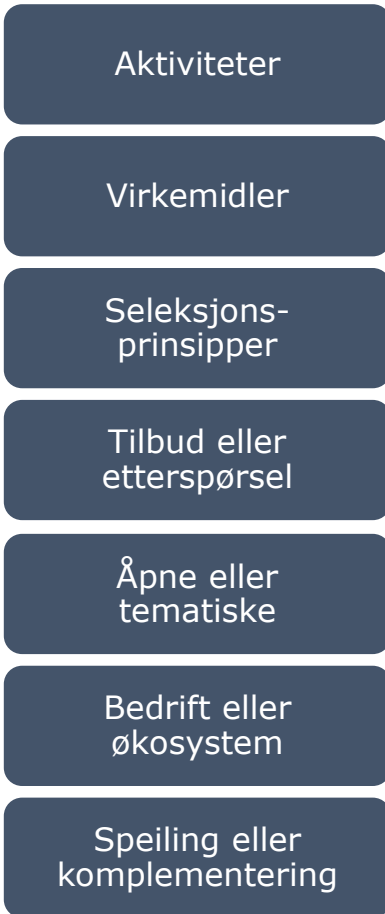 Aktiviteter
Virkemidler
Seleksjons-
prinsipper
Tilbud eller
etterspørsel
Åpne eller
tematiske
Bedrift eller
økosystem
Speiling eller
komplementering